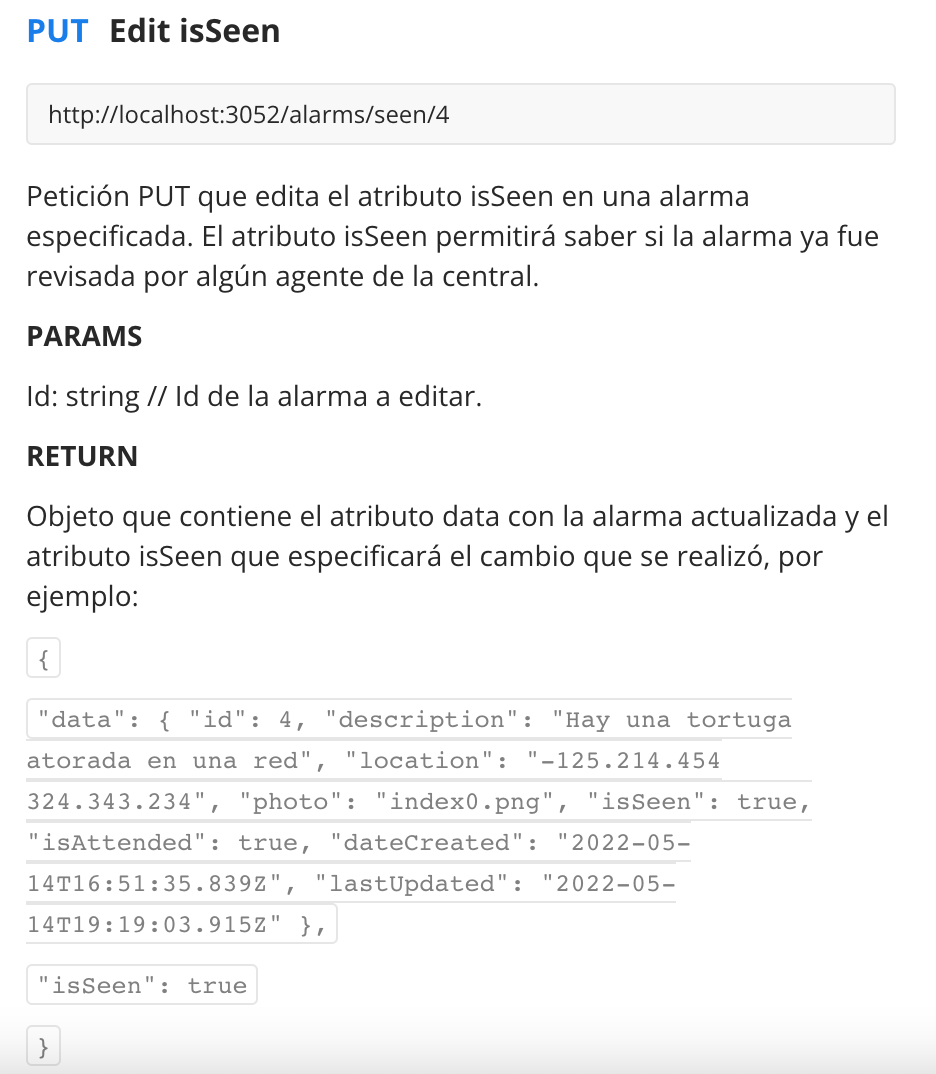 PUT Edit isSeen
http://localhost:3052/alarms/seen/4
Petición PUT que edita el atributo isSeen en una alarma
especificada. El atributo isSeen permitirá saber si la alarma ya fue
revisada por algún agente de la central.
PARAMS
Id: string // Id de la alarma a editar.
RETURN
Objeto que contiene el atributo data con la alarma actualizada y el
atributo isSeen que especificará el cambio que se realizó, por
ejemplo:
{
"data": { "id": 4, "description": "Hay una tortuga
atorada en una red", "location": "-125.214.454
324.343.234", "photo": "index0.png", "isSeen": true,
"isAttended": true, "dateCreated": "2022-05-
14T16:51:35.839Z", "lastUpdated": "2022-05-
14T19:19:03.915Z" },
"isSeen": true
}